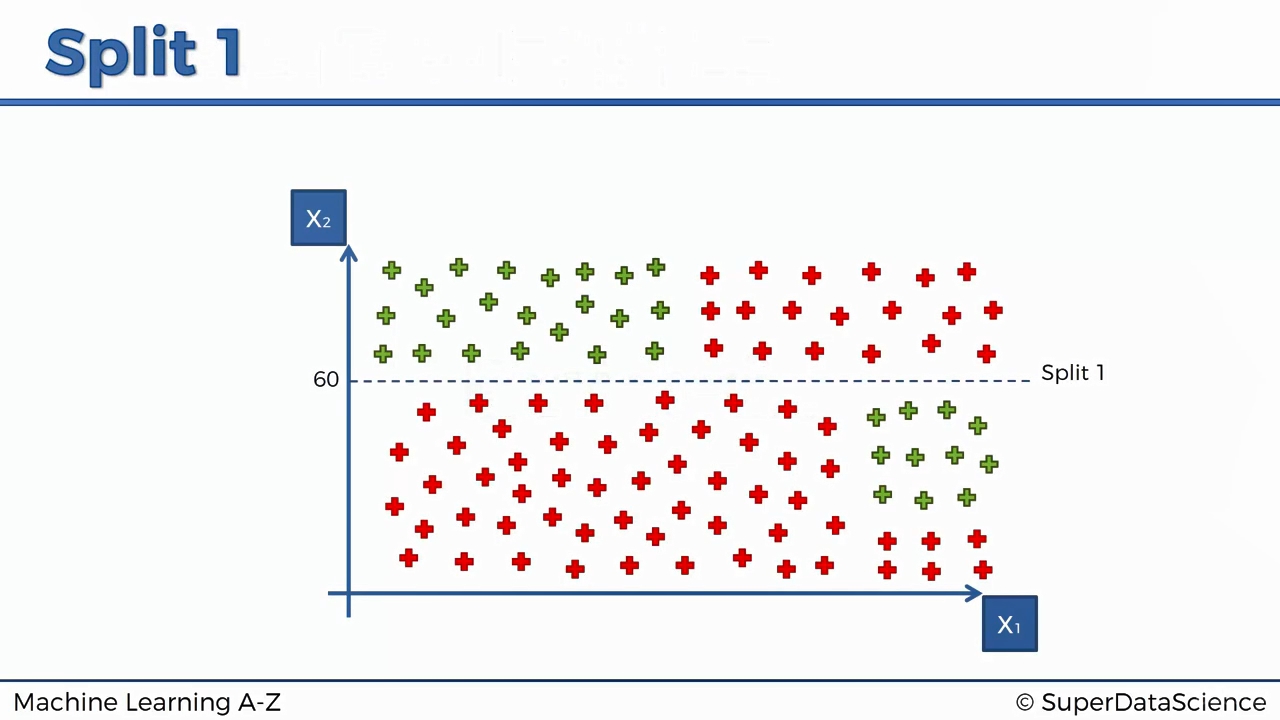 Split 1
X₂
60
Split 1
X₁
Machine Learning A-Z
© SuperDataScience